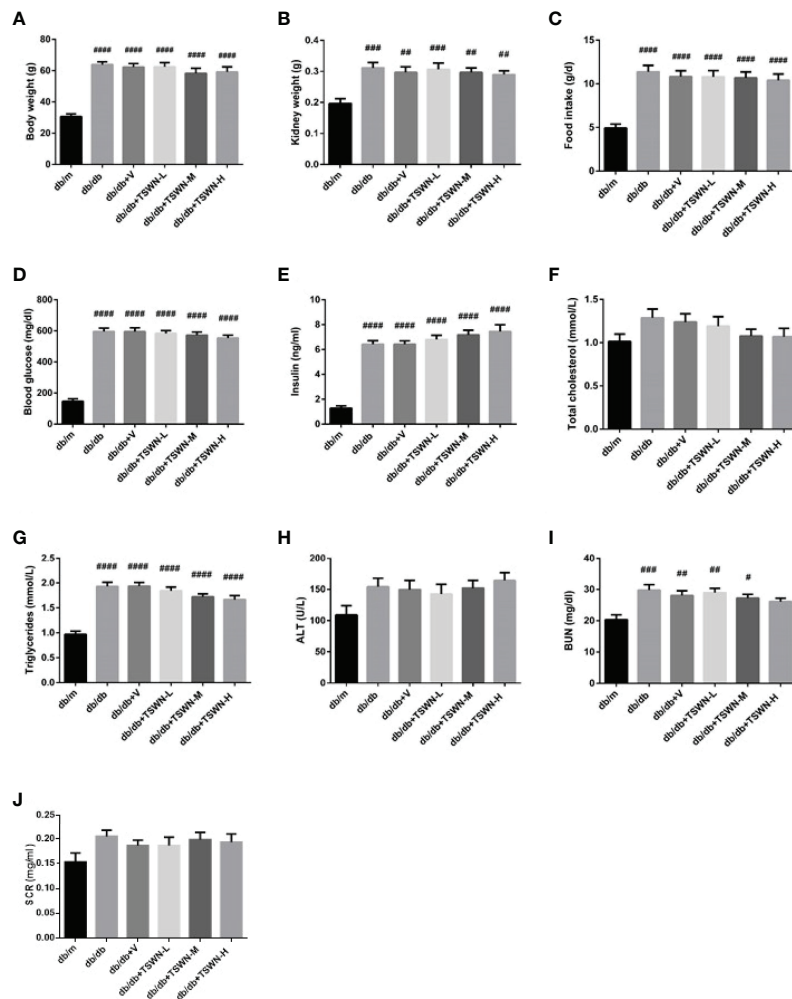 A
Body weight (g)
80
60
40
20
0
#### #### #### #### ####
db/m
db/db
db/db+V
db/db+TSWN-L
db/db+TSWN-M
db/db+TSWN-H
B
Kidney weight (g)
0.4
0.3
0.2
0.1
0.0
### ## ### ## ##
db/m
db/db
db/db+V
db/db+TSWN-L
db/db+TSWN-M
db/db+TSWN-H
C
Food intake (g/d)
15
10
5
0
#### #### #### #### ####
db/m
db/db
db/db+V
db/db+TSWN-L
db/db+TSWN-M
db/db+TSWN-H
D
Blood glucose (mg/dl)
800
600
400
200
0
#### #### #### #### ####
db/m
db/db
db/db+V
db/db+TSWN-L
db/db+TSWN-M
db/db+TSWN-H
E
Insulin (ng/ml)
10
8
6
4
2
0
#### #### #### #### ####
db/m
db/db
db/db+V
db/db+TSWN-L
db/db+TSWN-M
db/db+TSWN-H
F
Total cholesterol (mmol/L)
1.5
1.0
0.5
0.0
db/m
db/db
db/db+V
db/db+TSWN-L
db/db+TSWN-M
db/db+TSWN-H
G
Triglycerides (mmol/L)
2.5
2.0
1.5
1.0
0.5
0.0
#### #### #### #### ####
db/m
db/db
db/db+V
db/db+TSWN-L
db/db+TSWN-M
db/db+TSWN-H
H
ALT (U/L)
200
150
100
50
0
db/m
db/db
db/db+V
db/db+TSWN-L
db/db+TSWN-M
db/db+TSWN-H
I
BUN (mg/dl)
40
30
20
10
0
### ## ## #
db/m
db/db
db/db+V
db/db+TSWN-L
db/db+TSWN-M
db/db+TSWN-H
J
SCR (mg/ml)
0.25
0.20
0.15
0.10
0.05
0.00
db/m
db/db
db/db+V
db/db+TSWN-L
db/db+TSWN-M
db/db+TSWN-H